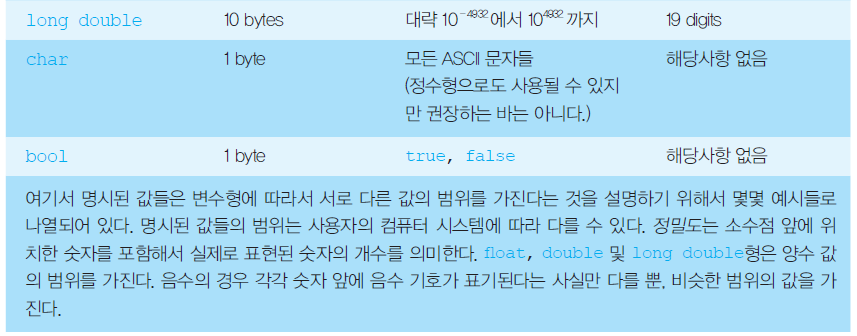 long double 10 bytes 대략 10⁻⁴⁹³²에서 10⁴⁹³²까지 19 digits
char 1 byte 모든 ASCII 문자들 해당사항 없음
(정수형으로도 사용될 수 있지
만 권장하는 바는 아니다.)
bool 1 byte true, false 해당사항 없음
여기서 명시된 값들은 변수형에 따라서 서로 다른 값의 범위를 가진다는 것을 설명하기 위해서 몇몇 예시들로
나열되어 있다. 명시된 값들의 범위는 사용자의 컴퓨터 시스템에 따라 다를 수 있다. 정밀도는 소수점 앞에 위
치한 숫자를 포함해서 실제로 표현된 숫자의 개수를 의미한다. float, double 및 long double형은 양수 값
의 범위를 가진다. 음수의 경우 각각 숫자 앞에 음수 기호가 표기된다는 사실만 다를 뿐, 비슷한 범위의 값을 가
진다.